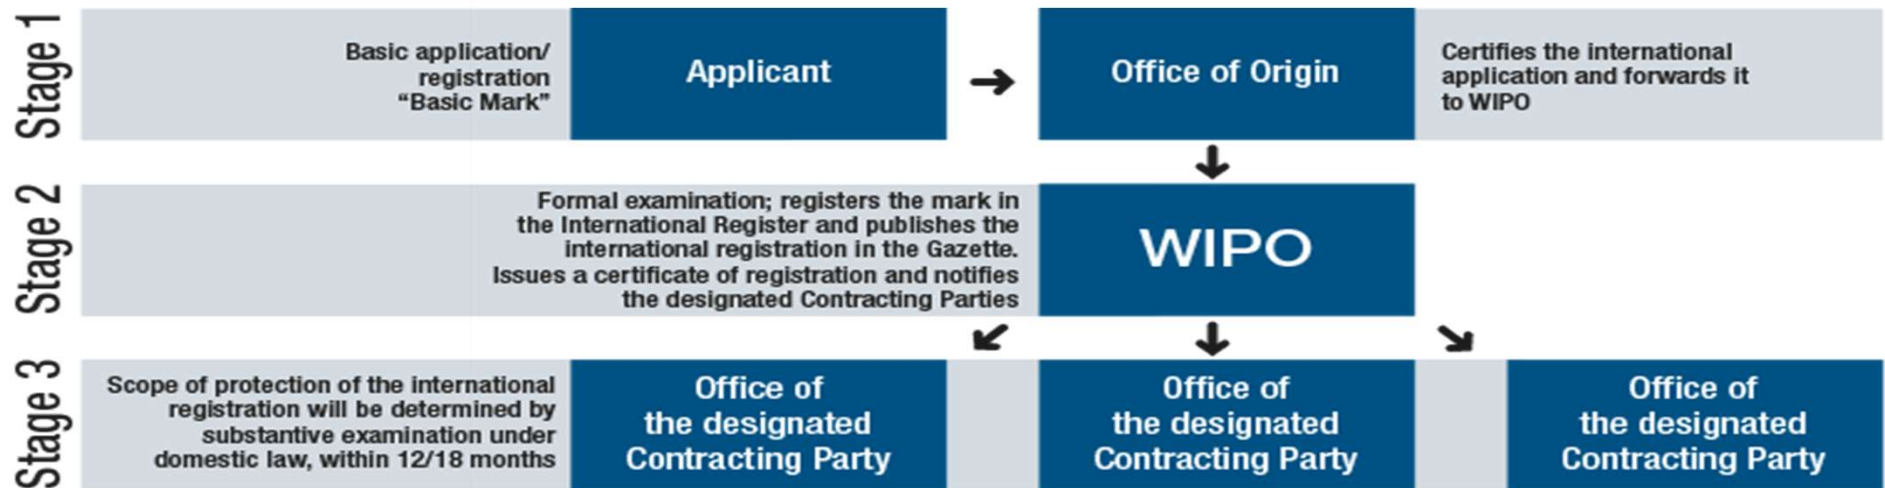 Stage 1
Basic application/
registration
“Basic Mark”
Applicant
Office of Origin
Certifies the international
application and forwards it
to WIPO
Stage 2
Formal examination; registers the mark in
the International Register and publishes the
international registration in the Gazette.
Issues a certificate of registration and notifies
the designated Contracting Parties
WIPO
Stage 3
Scope of protection of the international
registration will be determined by
substantive examination under
domestic law, within 12/18 months
Office of
the designated
Contracting Party
Office of
the designated
Contracting Party
Office of
the designated
Contracting Party